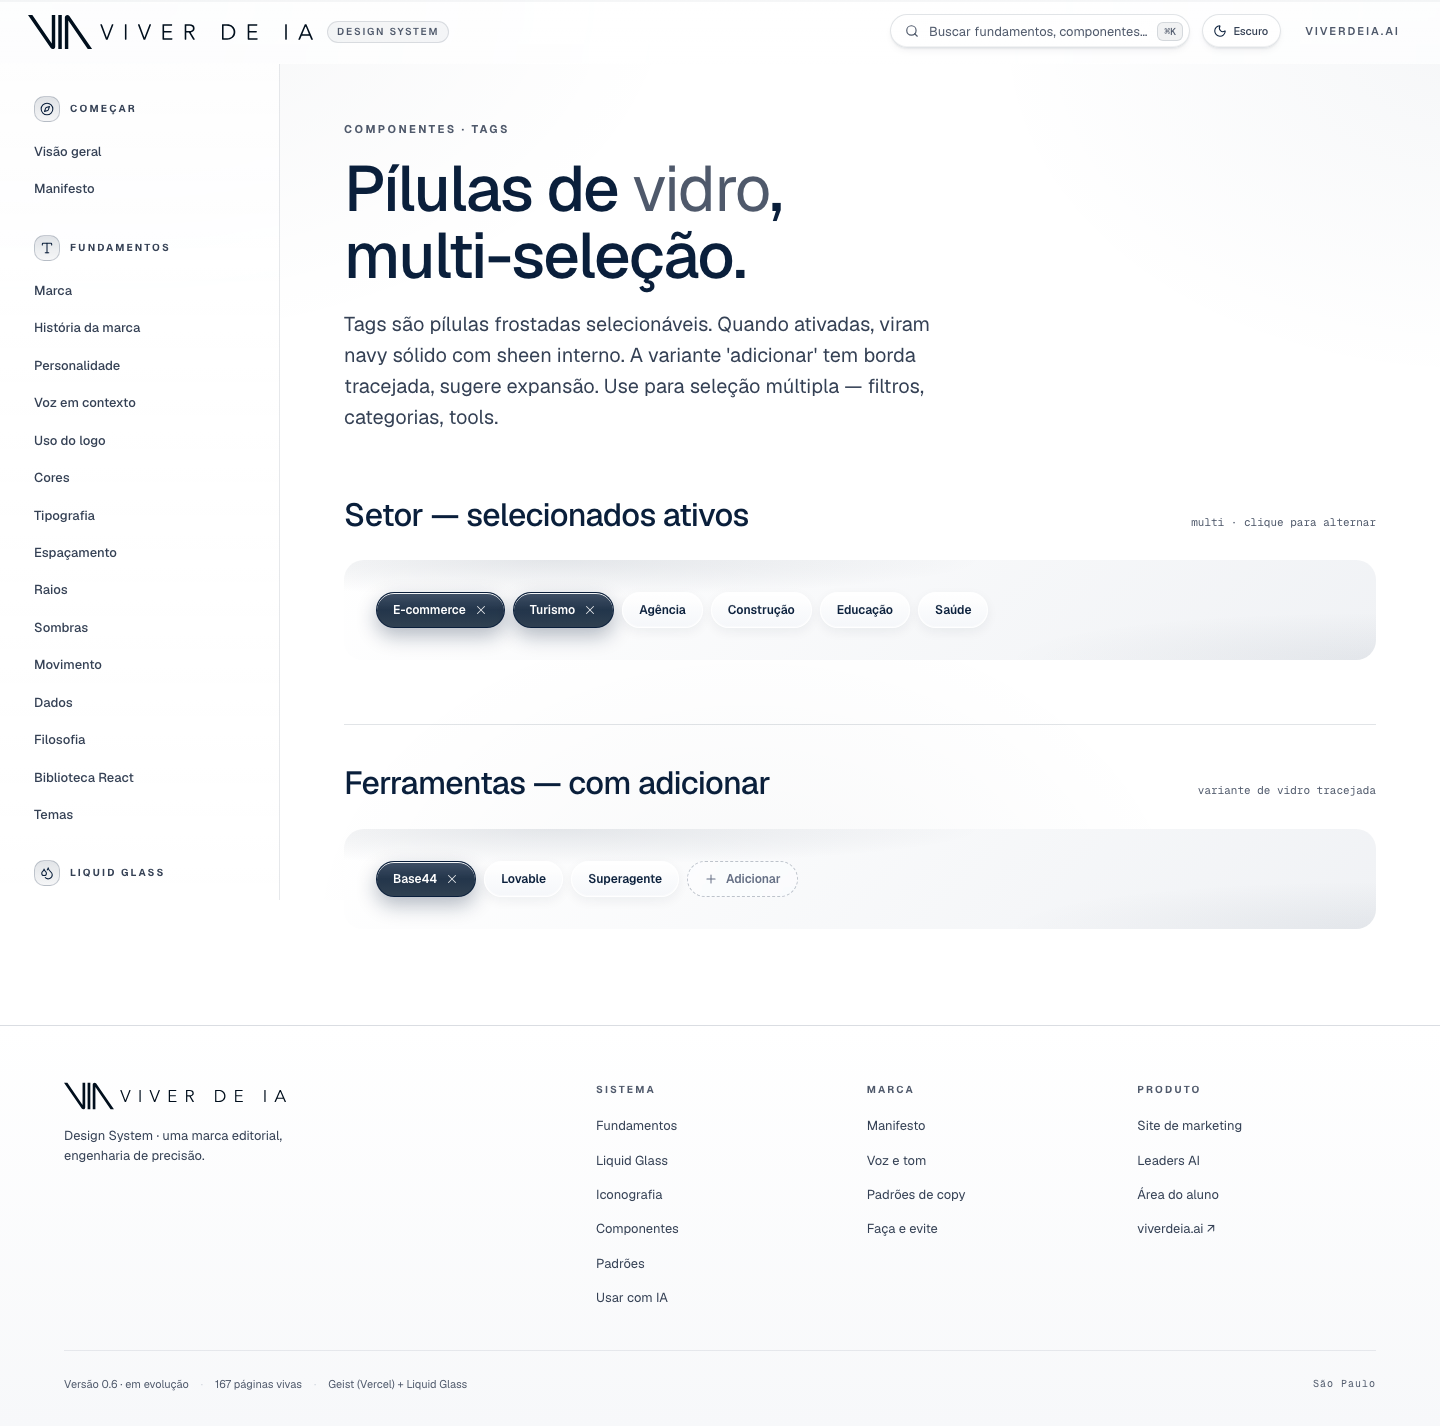 VIVER DE IA
DESIGN SYSTEM
Buscar fundamentos, componentes...
⌘K
Escuro
VIVERDEIA.AI
COMEÇAR
Visão geral
Manifesto
FUNDAMENTOS
Marca
História da marca
Personalidade
Voz em contexto
Uso do logo
Cores
Tipografia
Espaçamento
Raios
Sombras
Movimento
Dados
Filosofia
Biblioteca React
Temas
LIQUID GLASS
COMPONENTES · TAGS
Pílulas de vidro,
multi-seleção.
Tags são pílulas frostadas selecionáveis. Quando ativadas, viram
navy sólido com sheen interno. A variante 'adicionar' tem borda
tracejada, sugere expansão. Use para seleção múltipla — filtros,
categorias, tools.
Setor — selecionados ativos
multi · clique para alternar
E-commerce
Turismo
Agência
Construção
Educação
Saúde
Ferramentas — com adicionar
variante de vidro tracejada
Base44
Lovable
Superagente
Adicionar
VIVER DE IA
Design System · uma marca editorial,
engenharia de precisão.
SISTEMA
Fundamentos
Liquid Glass
Iconografia
Componentes
Padrões
Usar com IA
MARCA
Manifesto
Voz e tom
Padrões de copy
Faça e evite
PRODUTO
Site de marketing
Leaders AI
Área do aluno
viverdeia.ai ↗
Versão 0.6 · em evolução · 167 páginas vivas · Geist (Vercel) + Liquid Glass
São Paulo